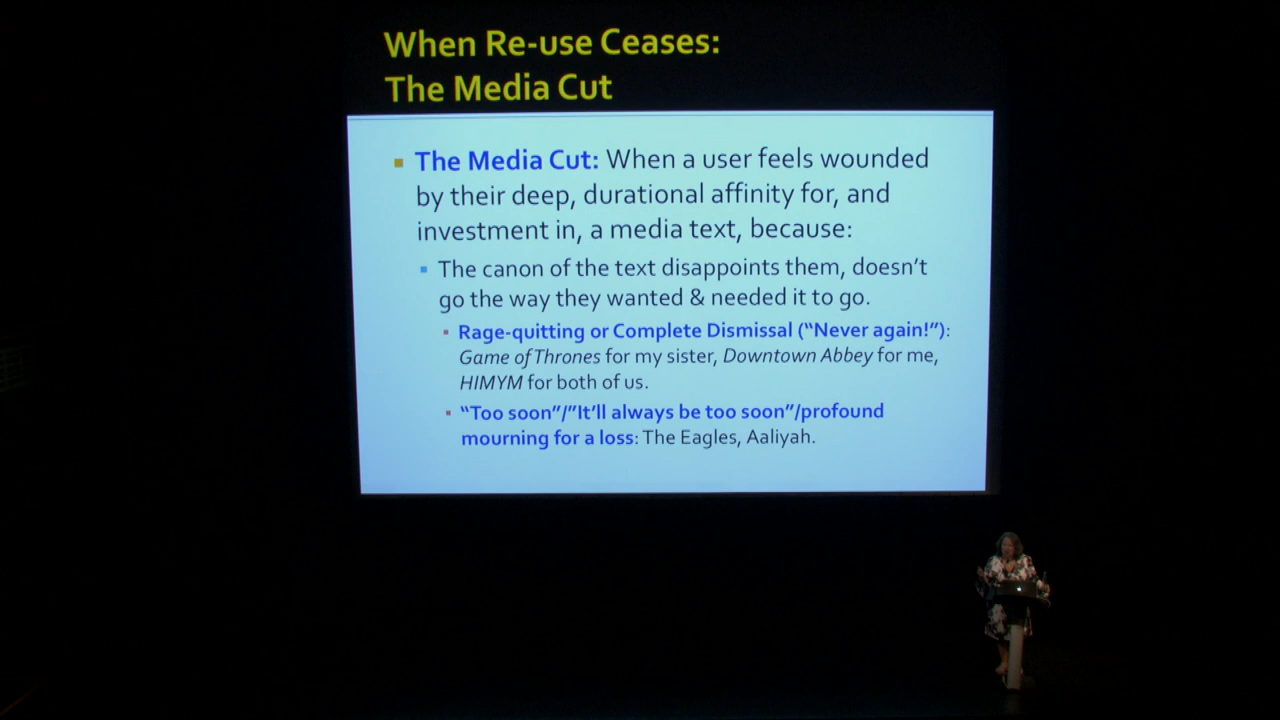 When Re-use Ceases:
The Media Cut
The Media Cut: When a user feels wounded
by their deep, durational affinity for, and
investment in, a media text, because:
The canon of the text disappoints them, doesn’t
go the way they wanted & needed it to go.
Rage-quitting or Complete Dismissal (“Never again!”):
Game of Thrones for my sister, Downtown Abbey for me,
HIMYM for both of us.
“Too soon”/”It’ll always be too soon”/profound
mourning for a loss: The Eagles, Aaliyah.